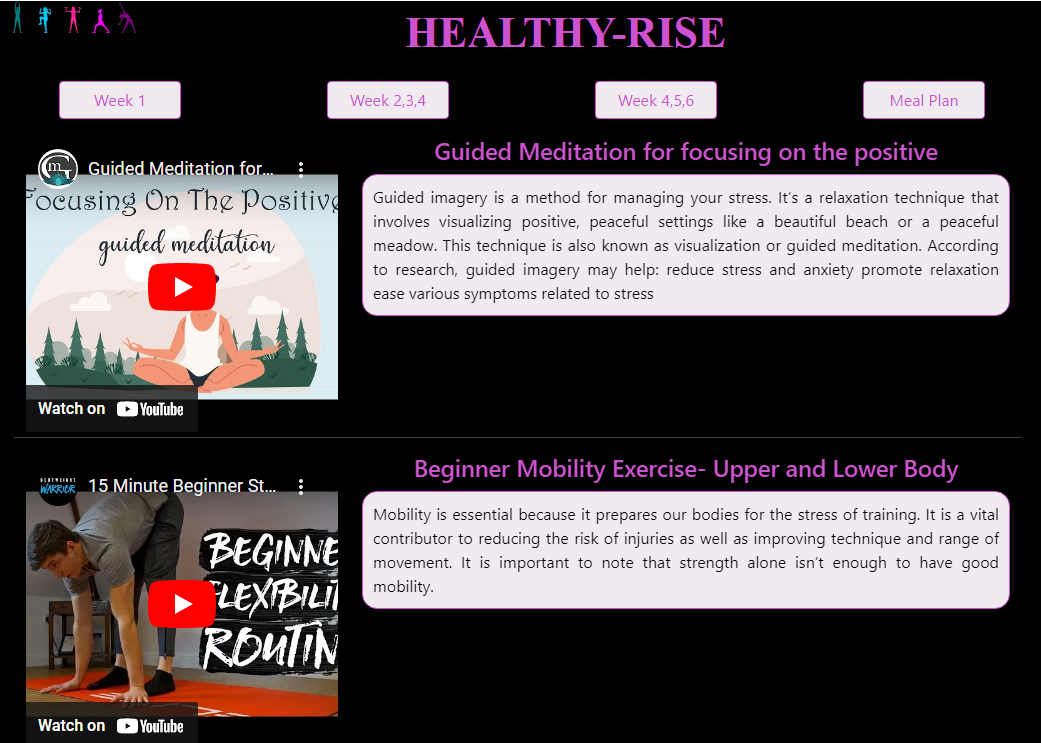 HEALTHY-RISE
Week 1
Week 2,3,4
Week 4,5,6
Meal Plan
Guided Meditation for...
Focusing On The Positive
guided meditation
Watch on YouTube
Guided Meditation for focusing on the positive
Guided imagery is a method for managing your stress. It’s a relaxation technique that
involves visualizing positive, peaceful settings like a beautiful beach or a peaceful
meadow. This technique is also known as visualization or guided meditation. According
to research, guided imagery may help: reduce stress and anxiety promote relaxation
ease various symptoms related to stress
BODYWEIGHT
WARRIOR
15 Minute Beginner St...
BEGINNE
FLEXIBILIT
ROUTIN
Watch on YouTube
Beginner Mobility Exercise- Upper and Lower Body
Mobility is essential because it prepares our bodies for the stress of training. It is a vital
contributor to reducing the risk of injuries as well as improving technique and range of
movement. It is important to note that strength alone isn’t enough to have good
mobility.